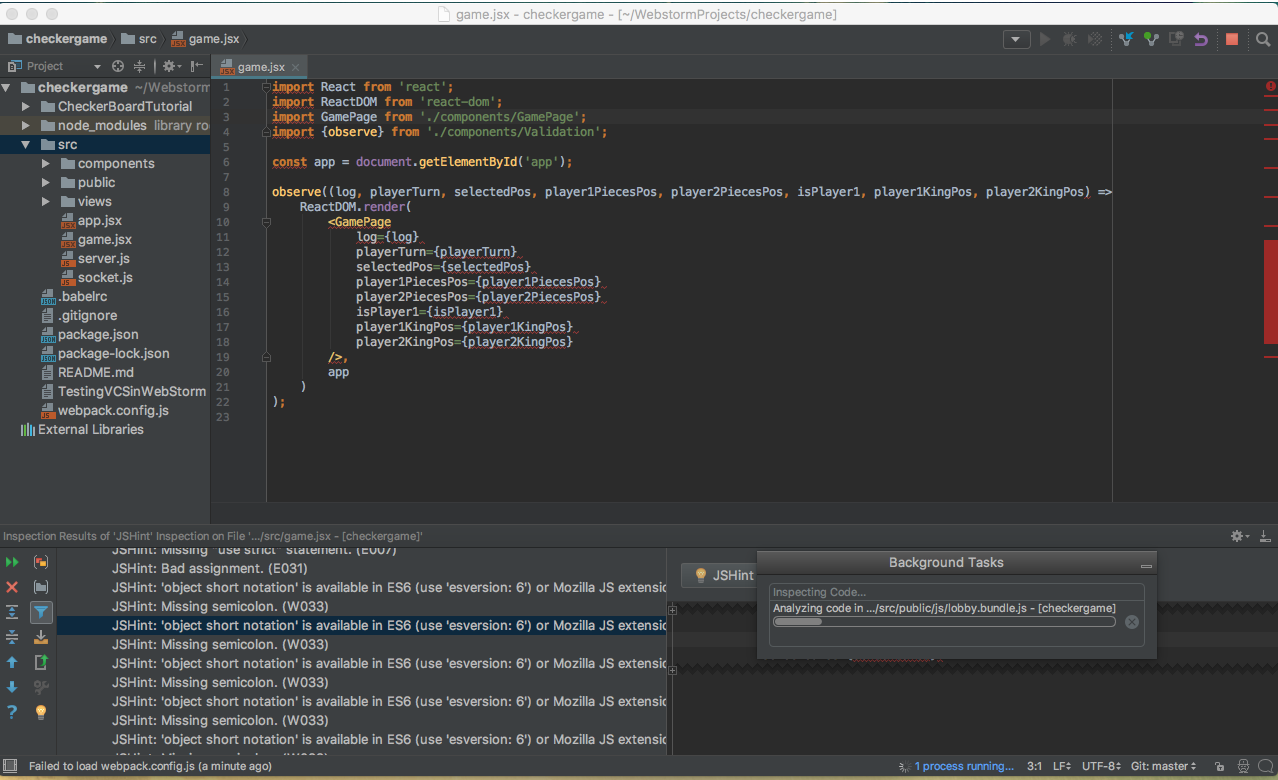 game.jsx - checkergame - [~/WebstormProjects/checkergame]
checkergame src game.jsx
Project
game.jsx
checkergame ~/Webstorm
CheckerBoardTutorial
node_modules library ro
src
components
public
views
app.jsx
game.jsx
server.js
socket.js
.babelrc
.gitignore
package.json
package-lock.json
README.md
TestingVCSinWebStorm
webpack.config.js
External Libraries
1 import React from 'react';
2 import ReactDOM from 'react-dom';
3 import GamePage from './components/GamePage';
4 import {observe} from './components/Validation';
5
6 const app = document.getElementById('app');
7
8 observe((log, playerTurn, selectedPos, player1PiecesPos, player2PiecesPos, isPlayer1, player1KingPos, player2KingPos) =>
9 ReactDOM.render(
10 <GamePage
11 log={log}
12 playerTurn={playerTurn}
13 selectedPos={selectedPos}
14 player1PiecesPos={player1PiecesPos}
15 player2PiecesPos={player2PiecesPos}
16 isPlayer1={isPlayer1}
17 player1KingPos={player1KingPos}
18 player2KingPos={player2KingPos}
19 />,
20 app
21 )
22 );
23
Inspection Results of 'JSHint' Inspection on File '.../src/game.jsx - [checkergame]'
JSHint: Missing "use strict" statement. (E007)
JSHint: Bad assignment. (E031)
JSHint: 'object short notation' is available in ES6 (use 'esversion: 6') or Mozilla JS extensio
JSHint: Missing semicolon. (W033)
JSHint: 'object short notation' is available in ES6 (use 'esversion: 6') or Mozilla JS extensio
JSHint: Missing semicolon. (W033)
JSHint: 'object short notation' is available in ES6 (use 'esversion: 6') or Mozilla JS extensio
JSHint: Missing semicolon. (W033)
JSHint: 'object short notation' is available in ES6 (use 'esversion: 6') or Mozilla JS extensio
JSHint: Missing semicolon. (W033)
JSHint: 'object short notation' is available in ES6 (use 'esversion: 6') or Mozilla JS extensio
JSHint
Background Tasks
Inspecting Code...
Analyzing code in .../src/public/js/lobby.bundle.js - [checkergame]
Failed to load webpack.config.js (a minute ago)
1 process running... 3:1 LF UTF-8 Git: master